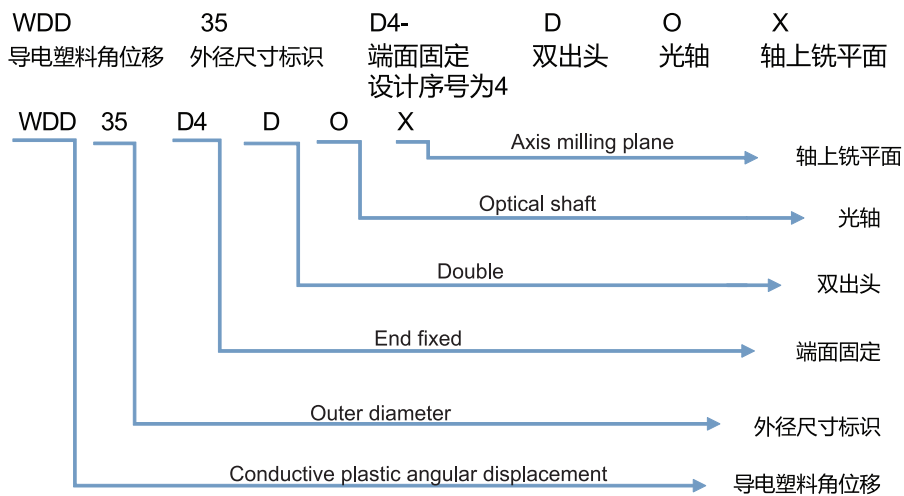 WDD 35 D4- D O X
导电塑料角位移 外径尺寸标识 端面固定 双出头 光轴 轴上铣平面
设计序号为4
WDD 35 D4 D O X
Axis milling plane 轴上铣平面
Optical shaft 光轴
Double 双出头
End fixed 端面固定
Outer diameter 外径尺寸标识
Conductive plastic angular displacement 导电塑料角位移